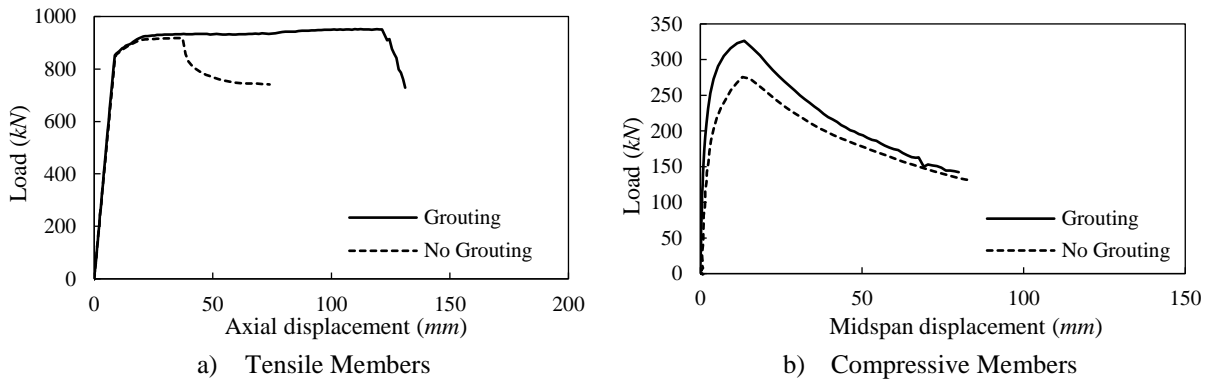 1000
800
600
400
200
0
Load (kN)
Grouting
No Grouting
0 50 100 150 200
Axial displacement (mm)
a) Tensile Members
350
300
250
200
150
100
50
0
Load (kN)
Grouting
No Grouting
0 50 100 150
Midspan displacement (mm)
b) Compressive Members